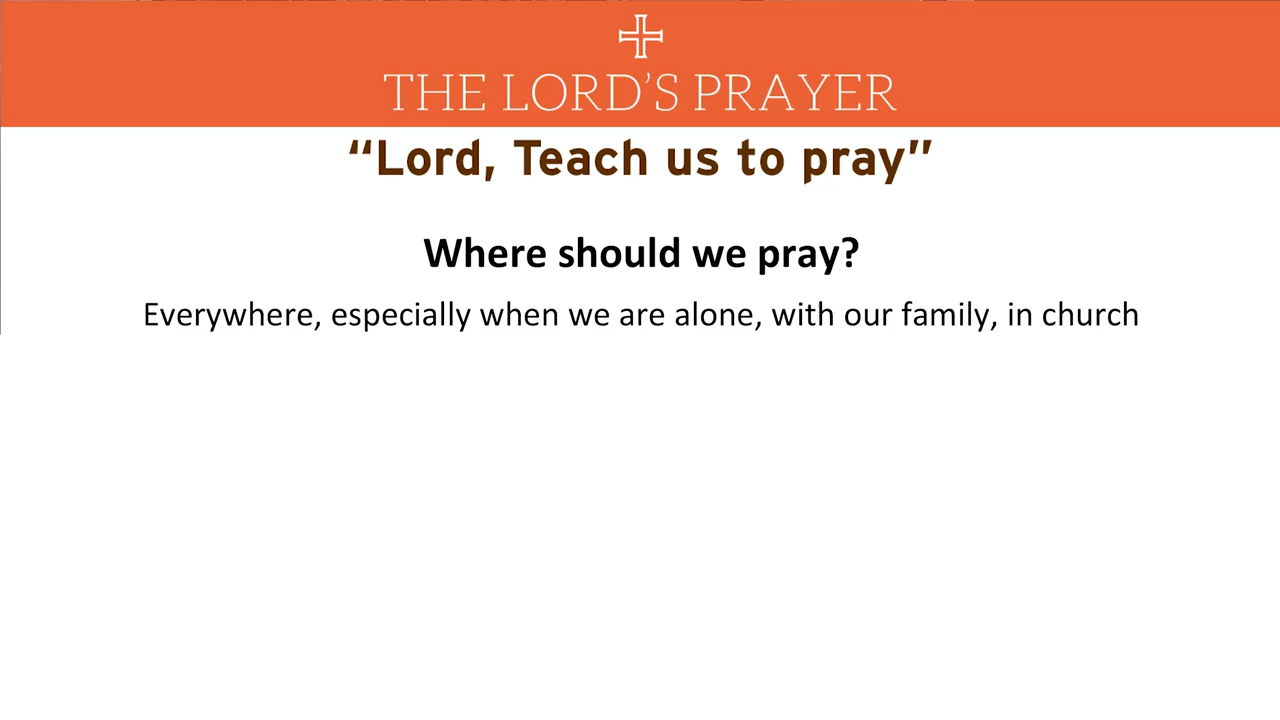 THE LORD’S PRAYER
“Lord, Teach us to pray”
Where should we pray?
Everywhere, especially when we are alone, with our family, in church